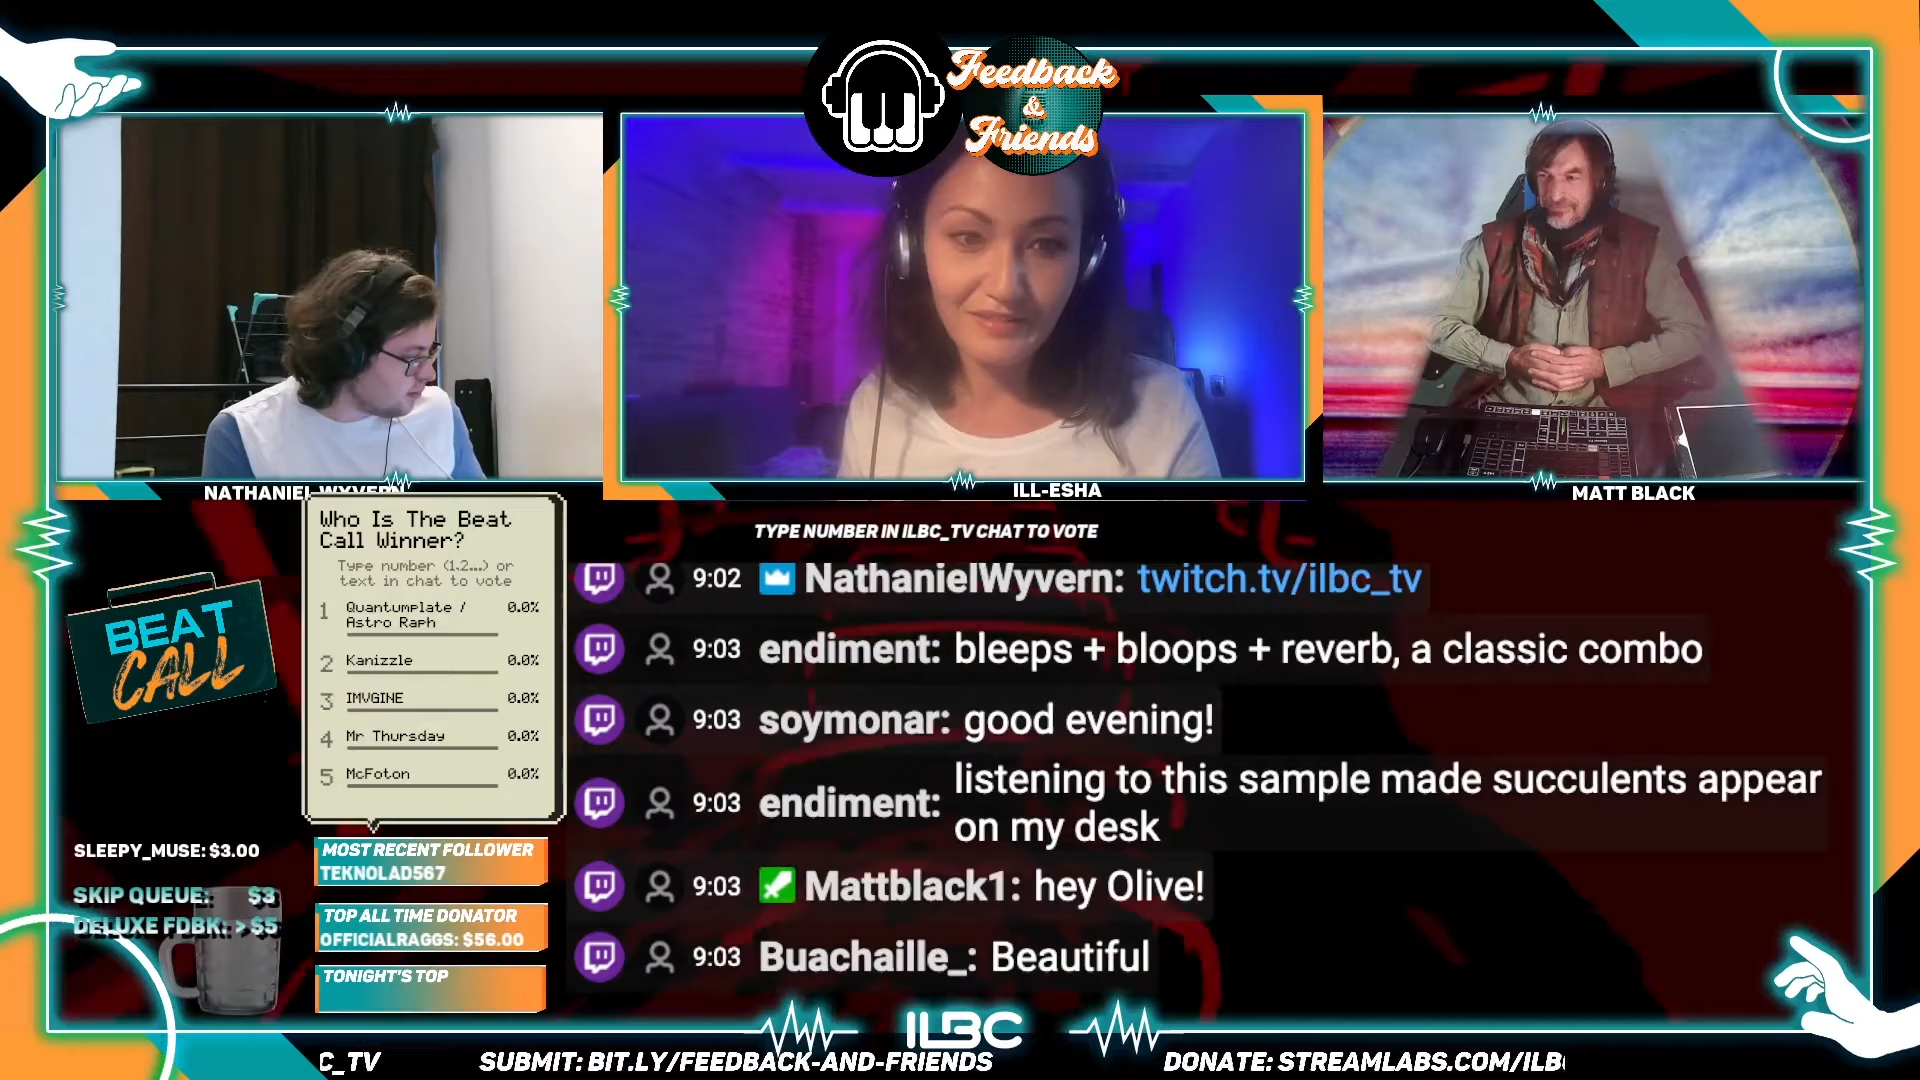 Feedback
&
Friends
NATHANIEL WYVERN
ILL-ESHA
MATT BLACK
Who Is The Beat
Call Winner?
Type number (1,2...) or
text in chat to vote
1 Quantumplate / 0.0%
Astro Raph
2 Kanizzle 0.0%
3 IMVGINE 0.0%
4 Mr Thursday 0.0%
5 McFoton 0.0%
BEAT
CALL
TYPE NUMBER IN ILBC_TV CHAT TO VOTE
9:02 NathanielWyvern: twitch.tv/ilbc_tv
9:03 endiment: bleeps + bloops + reverb, a classic combo
9:03 soymonar: good evening!
9:03 endiment: listening to this sample made succulents appear
on my desk
9:03 Mattblack1: hey Olive!
9:03 Buachaille_: Beautiful
SLEEPY_MUSE: $3.00
SKIP QUEUE: $3
DELUXE FDBK: > $5
MOST RECENT FOLLOWER
TEKNOLAD567
TOP ALL TIME DONATOR
OFFICIALRAGGS: $56.00
TONIGHT'S TOP
ILBC
C_TV SUBMIT: BIT.LY/FEEDBACK-AND-FRIENDS DONATE: STREAMLABS.COM/ILB